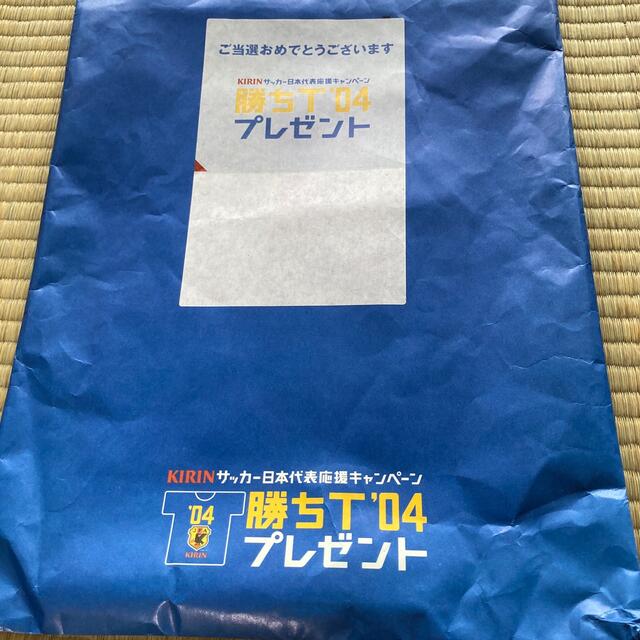 ご当選おめでとうございます
KIRINサッカー日本代表応援キャンペーン
勝ちT'04
プレゼント
KIRINサッカー日本代表応援キャンペーン
'04
JFA
KIRIN
勝ちT'04
プレゼント